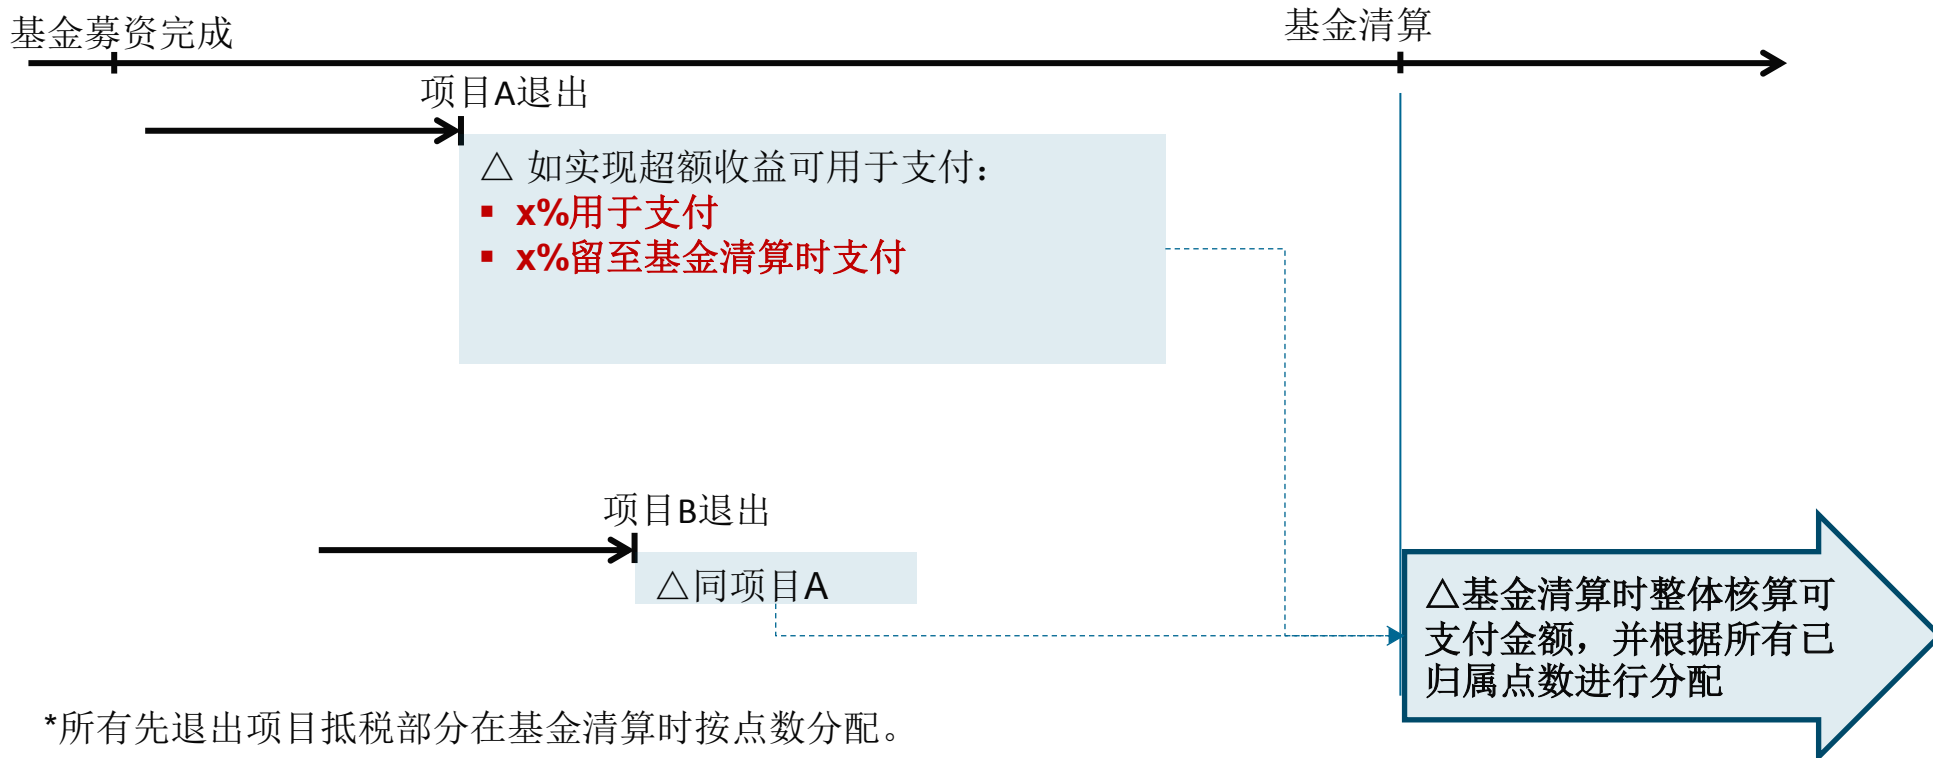 基金募资完成
基金清算
项目A退出
△ 如实现超额收益可用于支付：
▪ x%用于支付
▪ x%留至基金清算时支付
项目B退出
△同项目A
△基金清算时整体核算可
支付金额，并根据所有已
归属点数进行分配
*所有先退出项目抵税部分在基金清算时按点数分配。